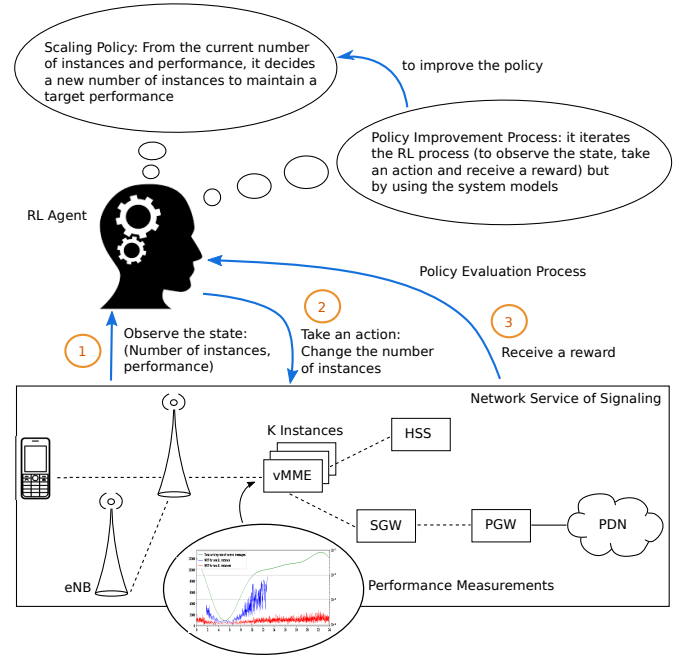 Scaling Policy: From the current number
of instances and performance, it decides
a new number of instances to maintain a
target performance
to improve the policy
Policy Improvement Process: it iterates
the RL process (to observe the state, take
an action and receive a reward) but
by using the system models
RL Agent
Policy Evaluation Process
1
Observe the state:
(Number of instances,
performance)
2
Take an action:
Change the number
of instances
3
Receive a reward
Network Service of Signaling
K Instances
vMME
HSS
SGW
PGW
PDN
eNB
Performance Measurements